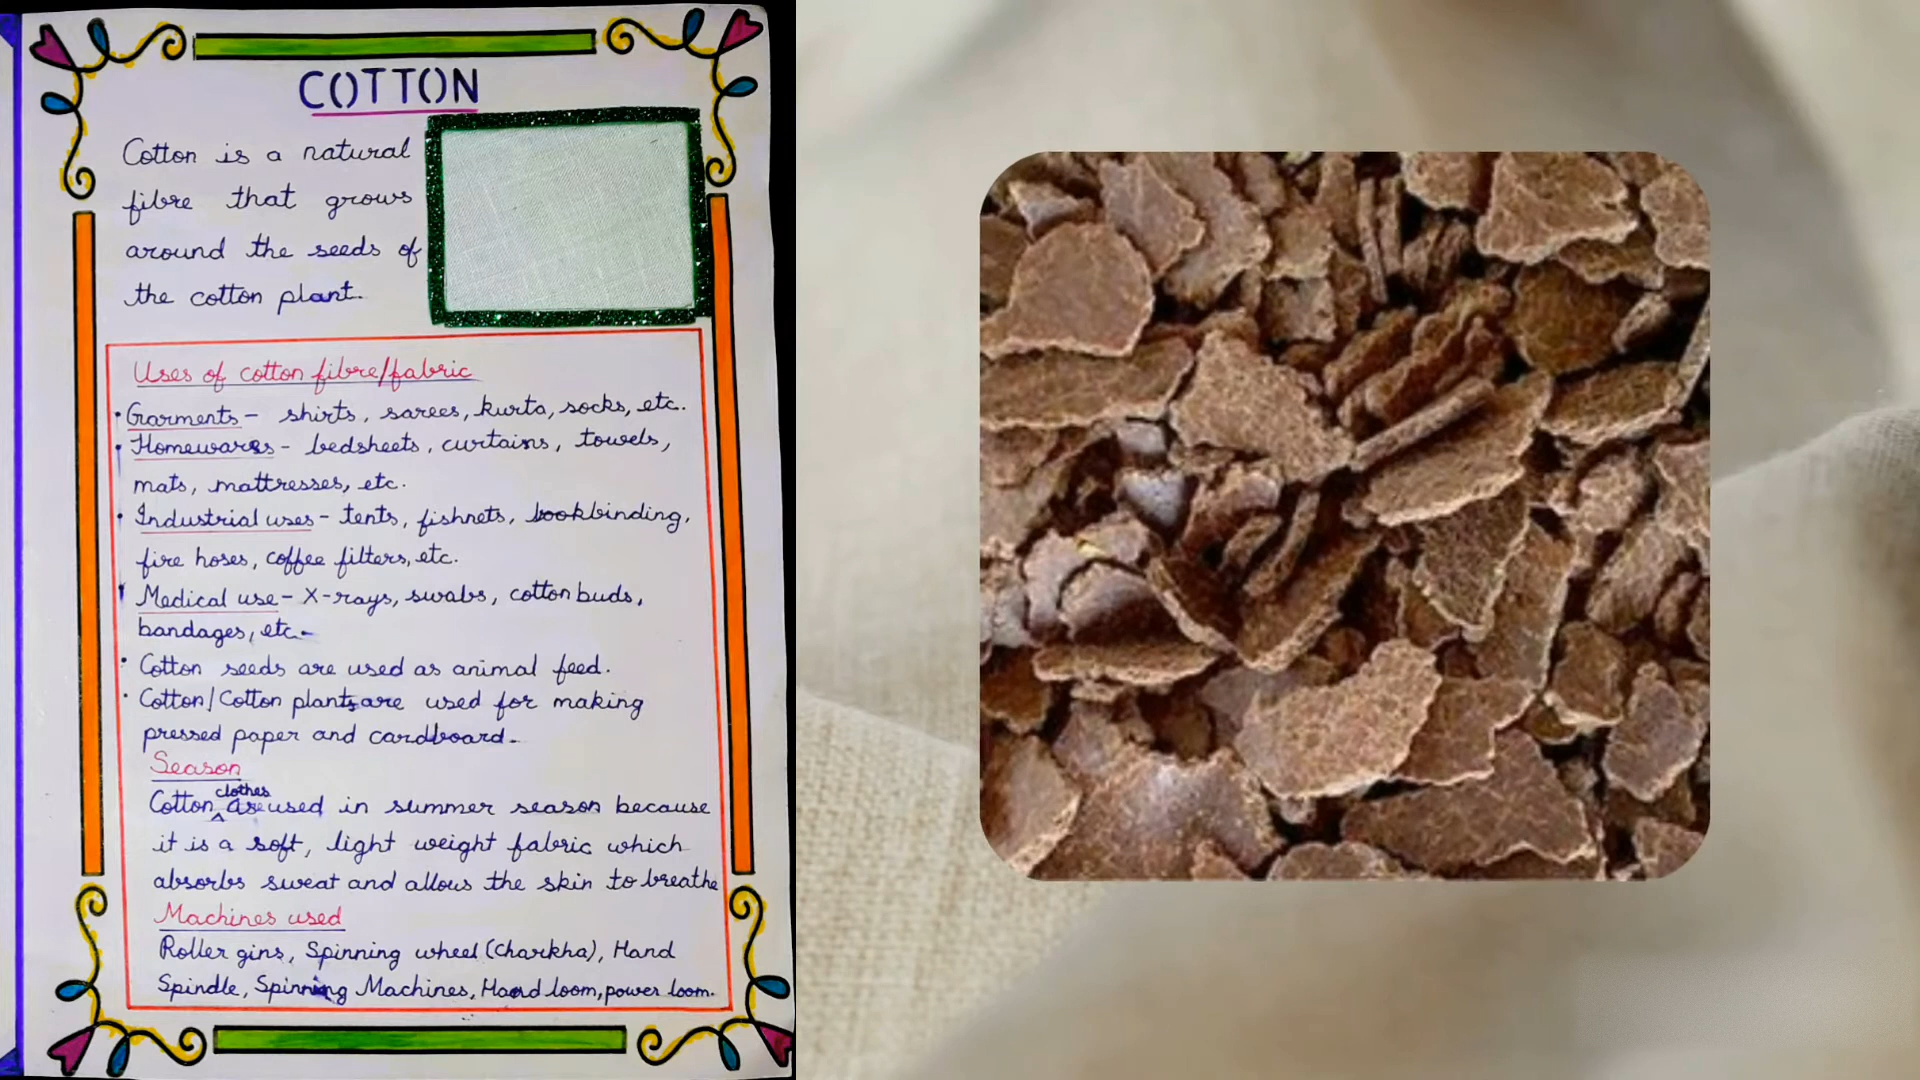 COTTON
Cotton is a natural
fibre that grows
around the seeds of
the cotton plant.
Uses of cotton fibre/fabric
• Garments - shirts, sarees, kurta, socks, etc.
• Homewares - bedsheets, curtains, towels,
mats, mattresses, etc.
• Industrial uses - tents, fishnets, bookbinding,
fire hoses, coffee filters, etc.
• Medical use - X-rays, swabs, cotton buds,
bandages, etc.
• Cotton seeds are used as animal feed.
• Cotton/Cotton plants are used for making
pressed paper and cardboard.
Season
Cotton clothes are used in summer season because
it is a soft, light weight fabric which
absorbs sweat and allows the skin to breathe
Machines used
Roller gins, Spinning wheel (Charkha), Hand
Spindle, Spinning Machines, Hand loom, power loom.